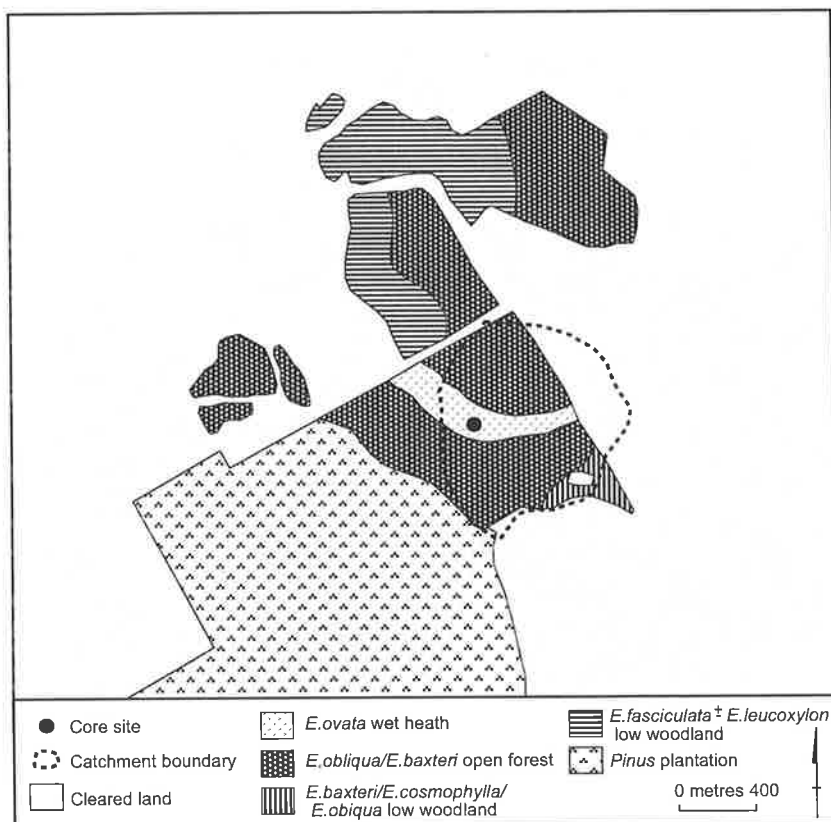 Core site
Catchment boundary
Cleared land
E.ovata wet heath
E.obliqua/E.baxteri open forest
E.baxteri/E.cosmophylla/
E.obiqua low woodland
E.fasciculata ± E.leucoxylon
low woodland
Pinus plantation
0 metres 400